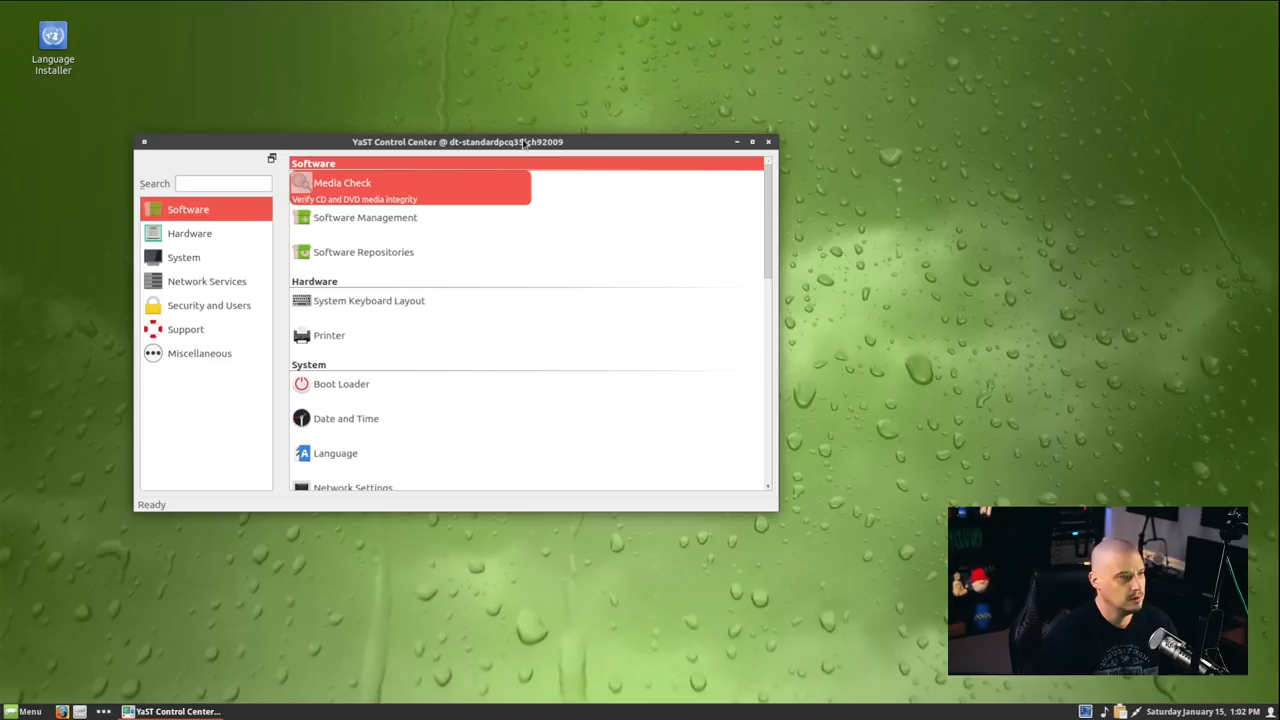 Language
Installer
YaST Control Center @ dt-standardpcq35ich92009
Search
Software
Hardware
System
Network Services
Security and Users
Support
Miscellaneous
Software
Media Check
Verify CD and DVD media integrity
Software Management
Software Repositories
Hardware
System Keyboard Layout
Printer
System
Boot Loader
Date and Time
Language
Network Settings
Ready
Menu
YaST Control Center...
Saturday January 15, 1:02 PM